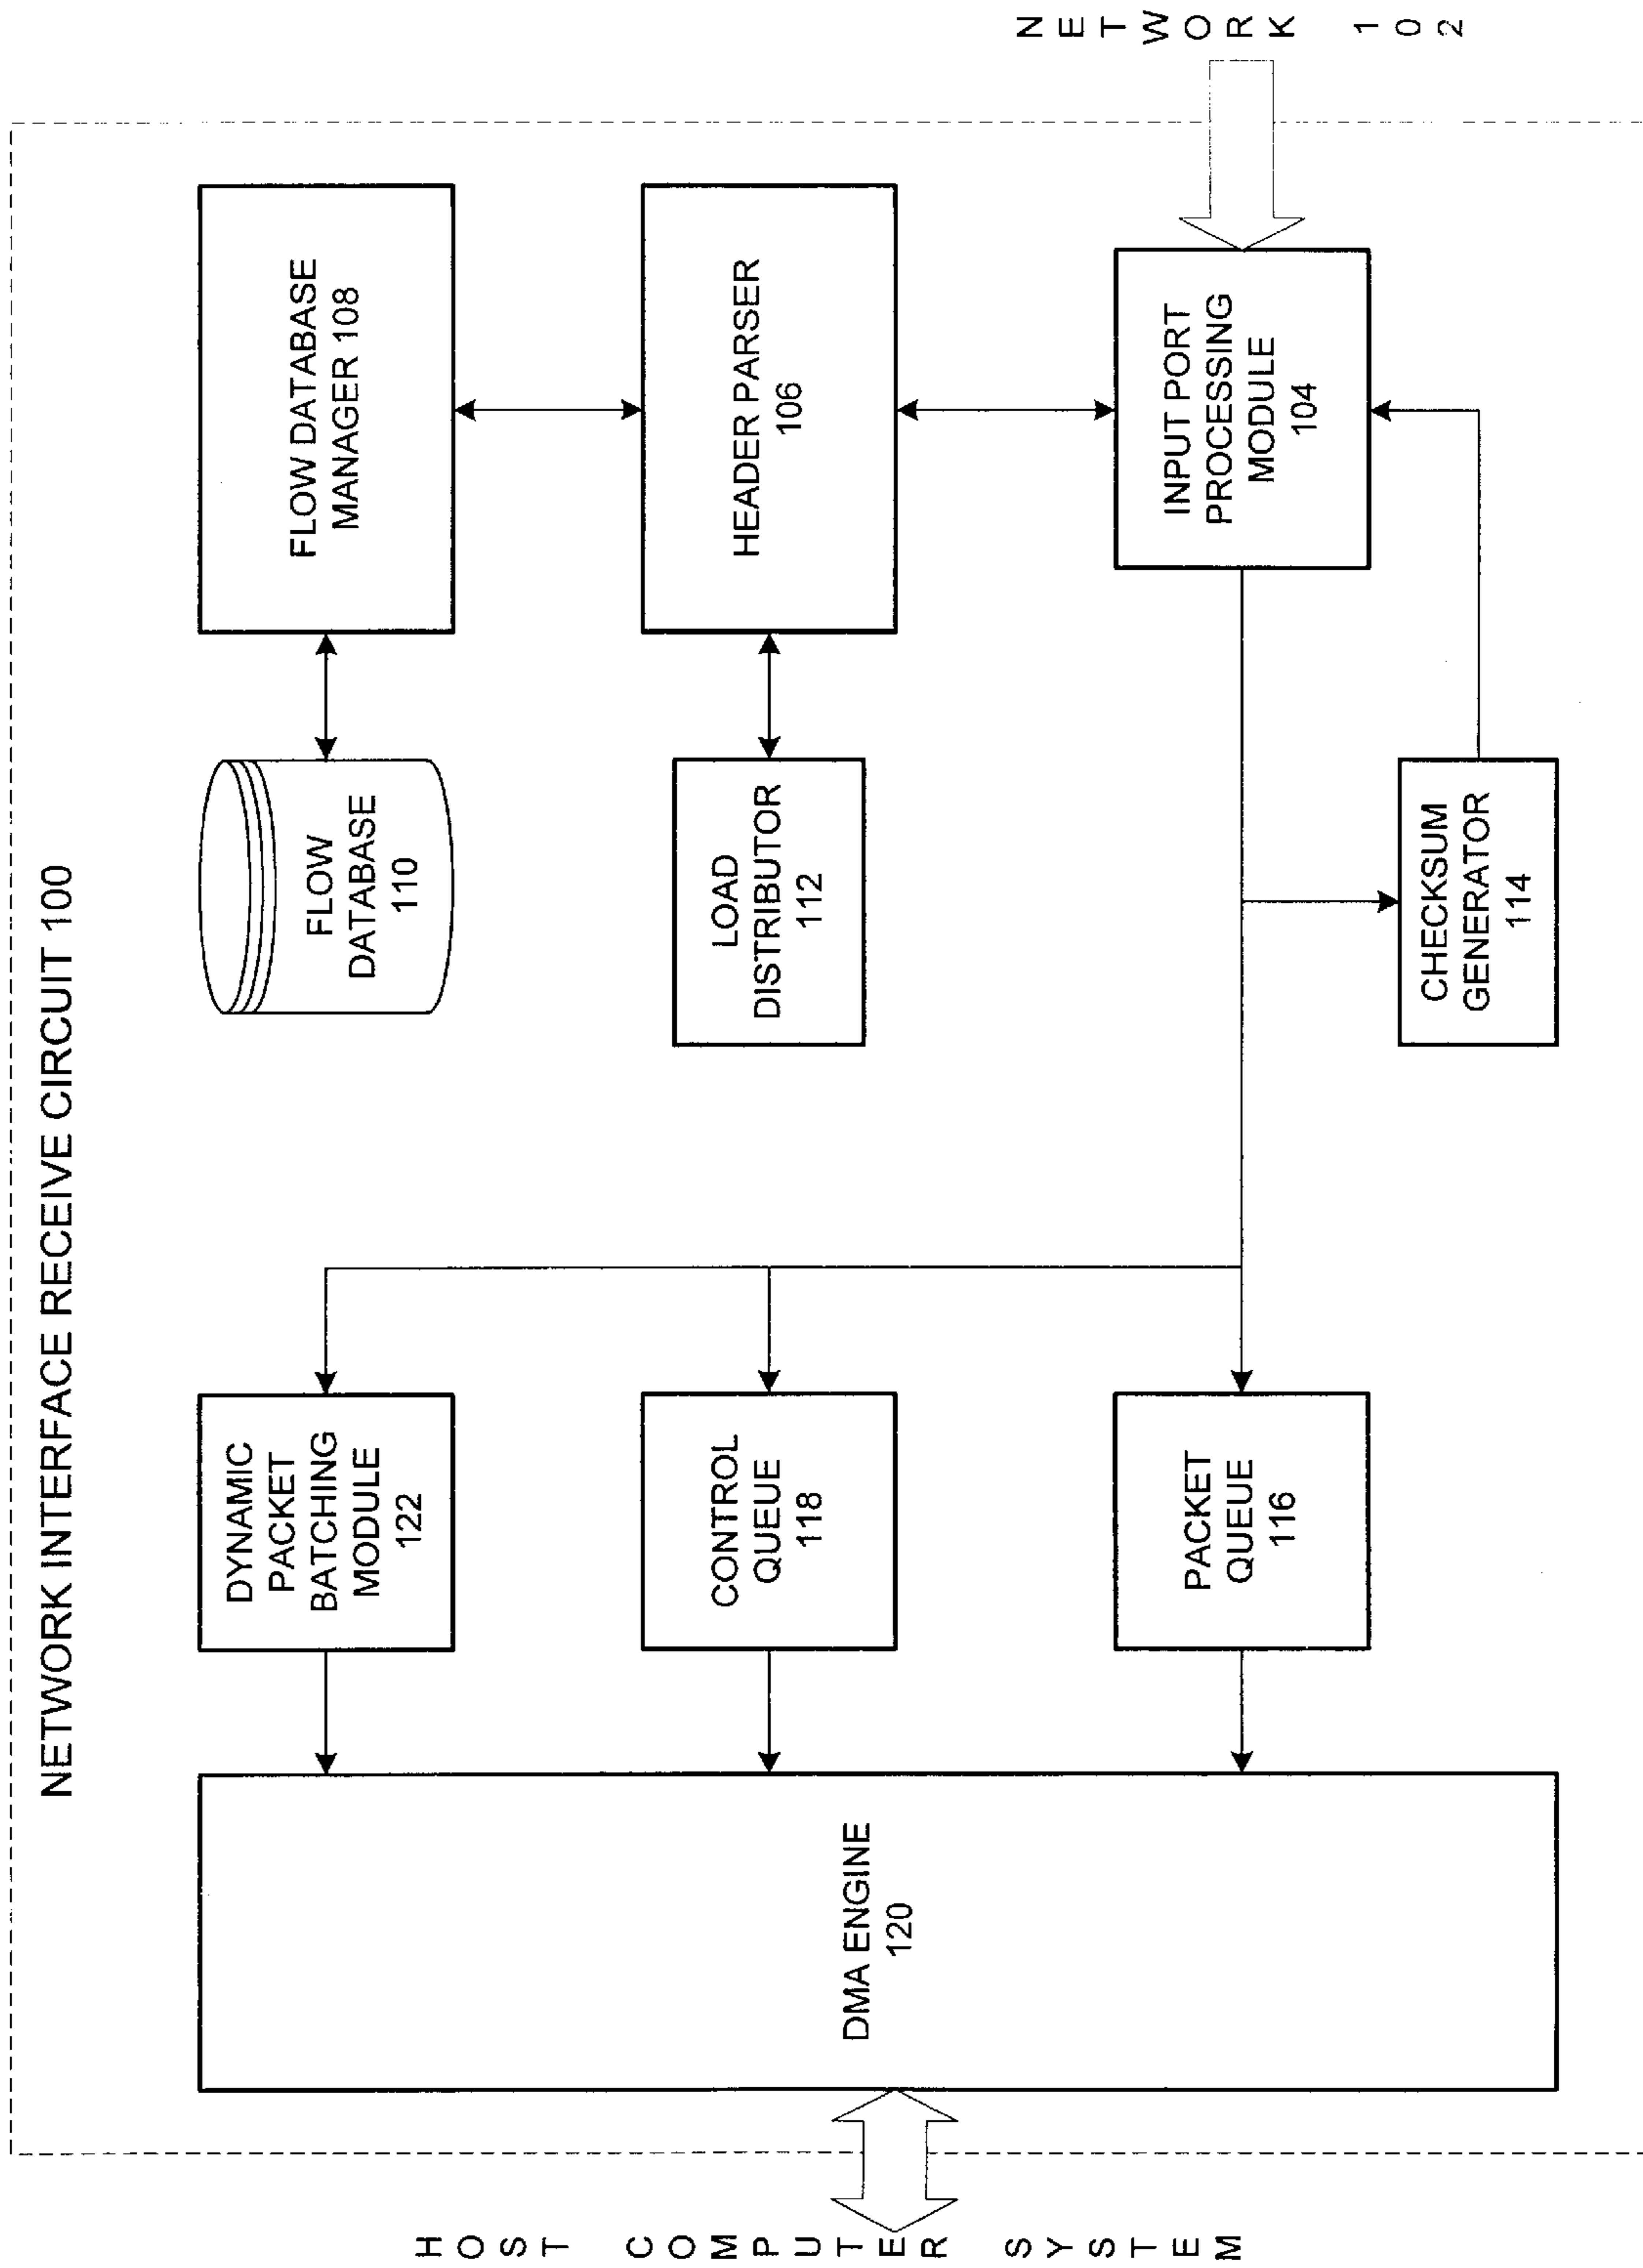 NETWORK INTERFACE RECEIVE CIRCUIT 100
HOST COMPUTER SYSTEM
DMA ENGINE
120
DYNAMIC
PACKET
BATCHING
MODULE
122
CONTROL
QUEUE
118
PACKET
QUEUE
116
FLOW
DATABASE
110
LOAD
DISTRIBUTOR
112
CHECKSUM
GENERATOR
114
FLOW DATABASE
MANAGER 108
HEADER PARSER
106
INPUT PORT
PROCESSING
MODULE
104
NETWORK 102